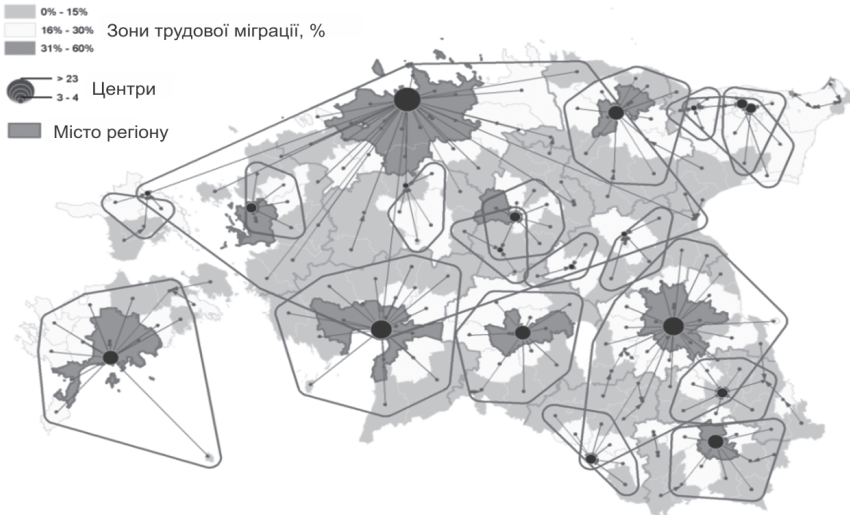 0% - 15%
16% - 30%
31% - 60%
Зони трудової міграції, %
> 23
3 - 4
Центри
Місто регіону